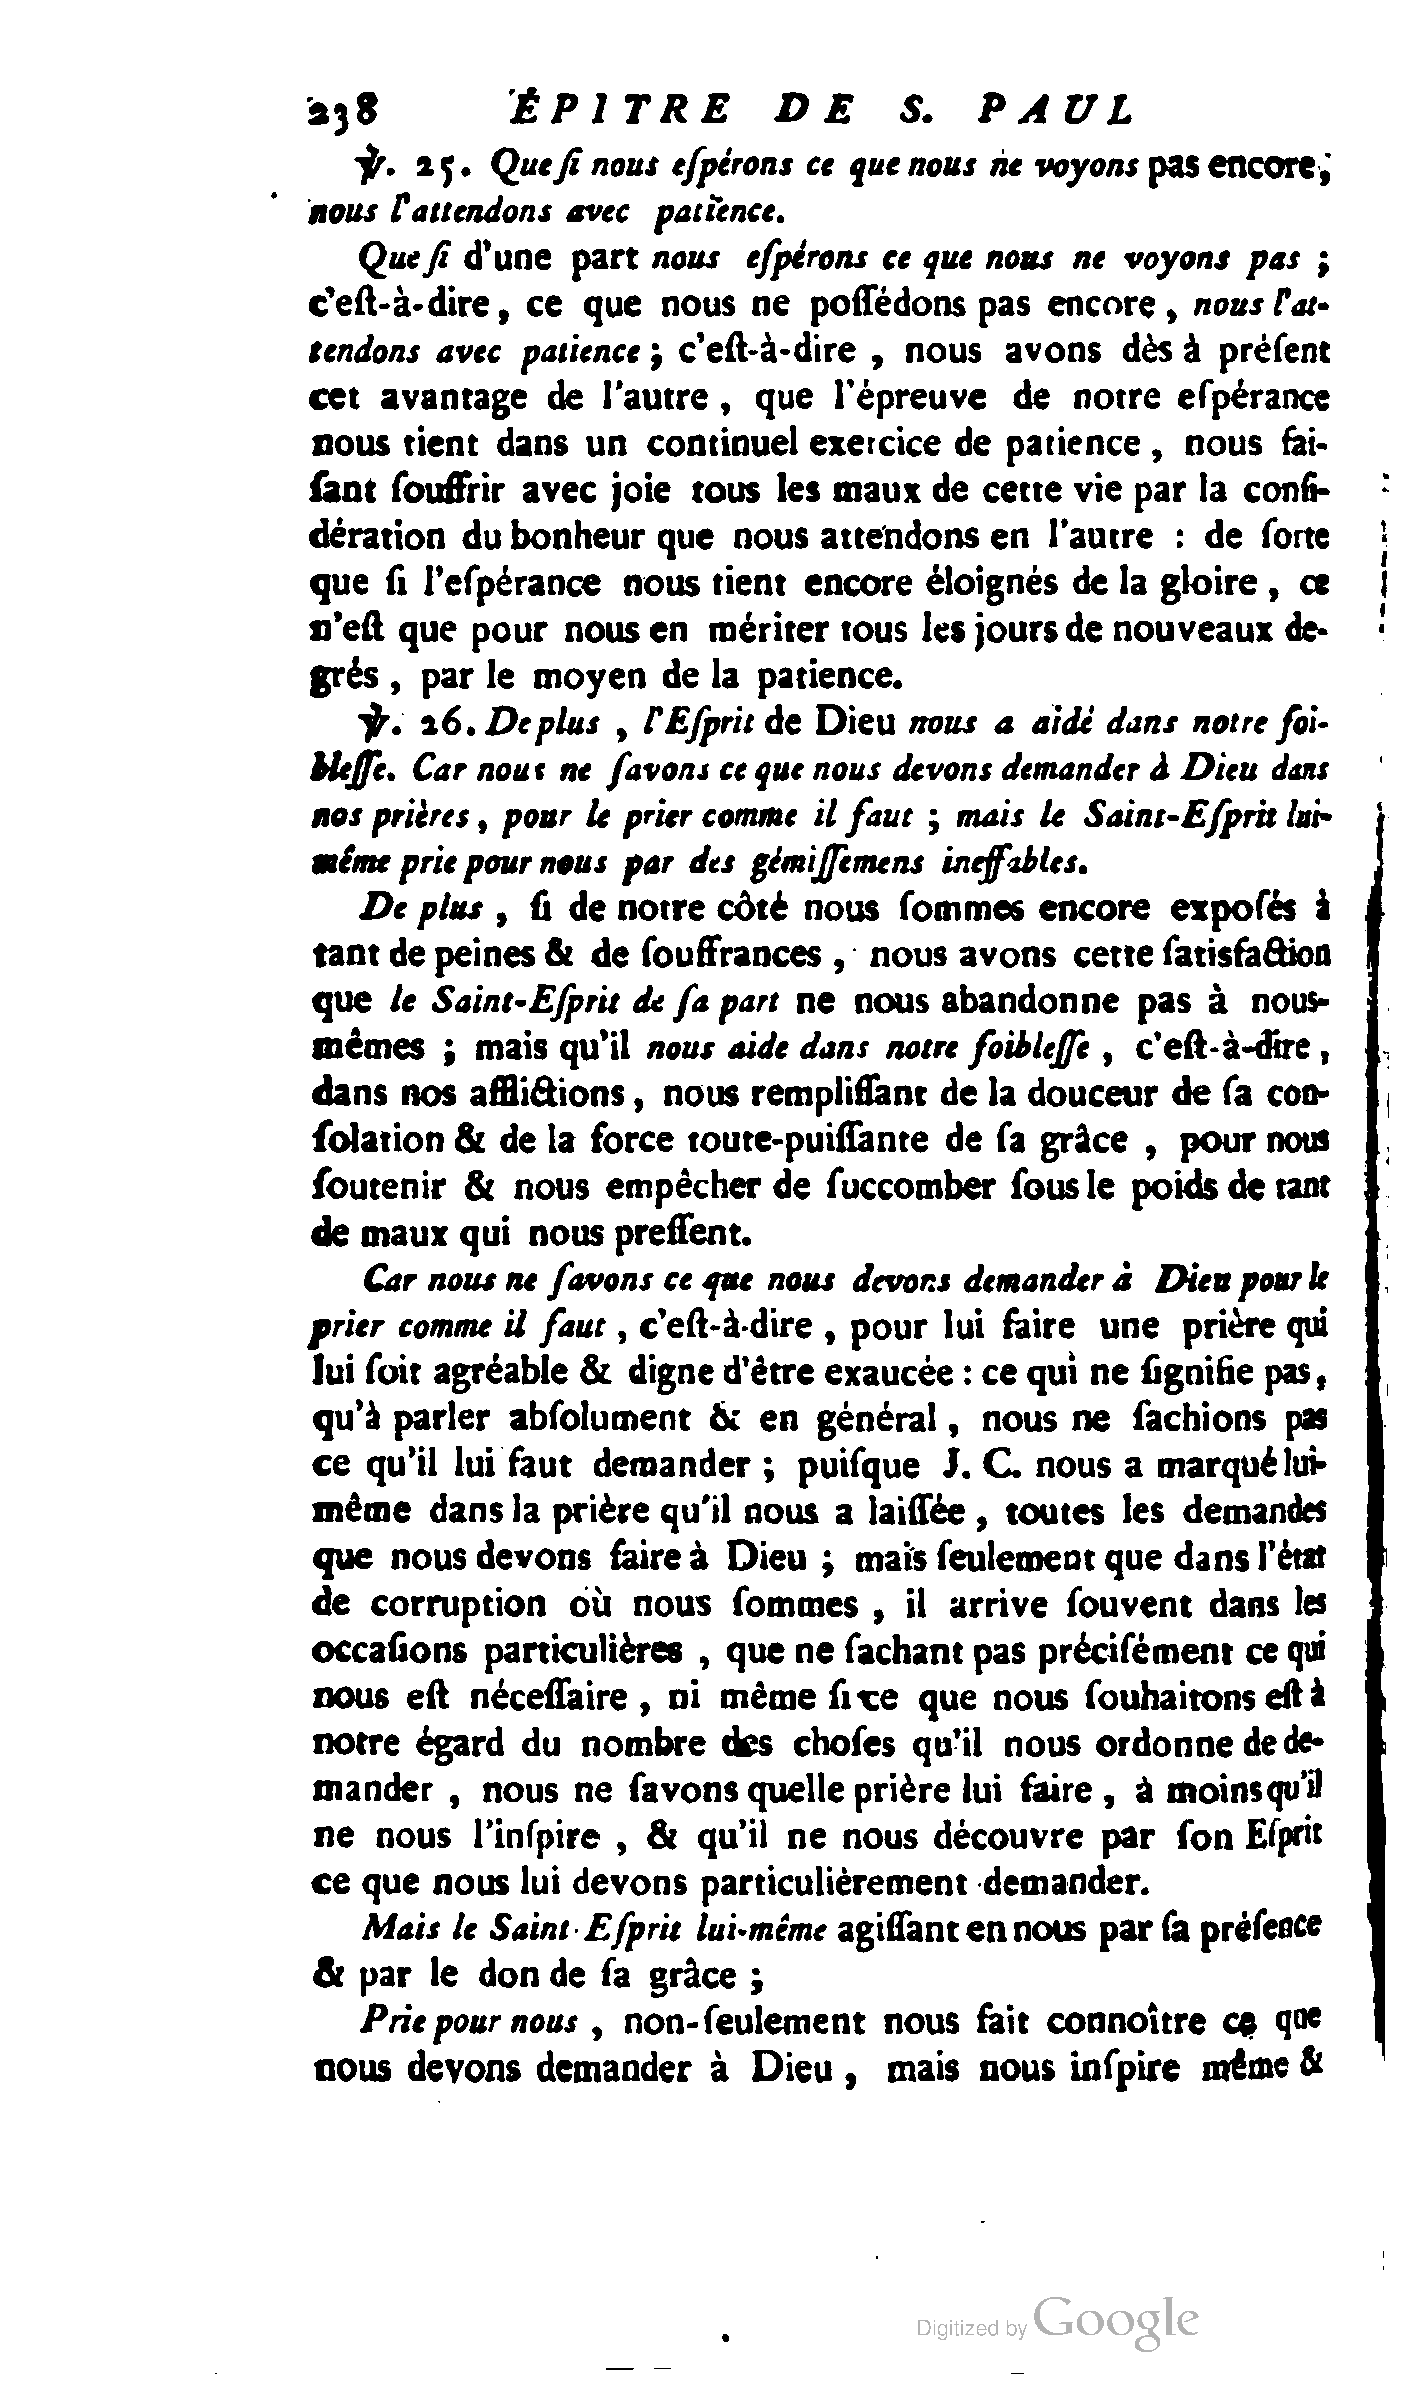 238 ÉPITRE DE S. PAUL
℣. 25. Que ſi nous eſpérons ce que nous ne voyons pas encore,
nous l'attendons avec patience.
Que ſi d'une part nous eſpérons ce que nous ne voyons pas ;
c'eſt-à-dire, ce que nous ne poſſédons pas encore, nous l'at-
tendons avec patience ; c'eſt-à-dire, nous avons dès à préſent
cet avantage de l'autre, que l'épreuve de notre eſpérance
nous tient dans un continuel exercice de patience, nous fai-
ſant ſouffrir avec joie tous les maux de cette vie par la conſi-
dération du bonheur que nous attendons en l'autre : de ſorte
que ſi l'eſpérance nous tient encore éloignés de la gloire, ce
n'eſt que pour nous en mériter tous les jours de nouveaux de-
grés, par le moyen de la patience.
℣. 26. De plus, l'Eſprit de Dieu nous a aidé dans notre foi-
bleſſe. Car nous ne ſavons ce que nous devons demander à Dieu dans
nos prières, pour le prier comme il faut ; mais le Saint-Eſprit lui-
même prie pour nous par des gémiſſemens ineffables.
De plus, ſi de notre côté nous ſommes encore expoſés à
tant de peines & de ſouffrances, nous avons cette ſatisfaction
que le Saint-Eſprit de ſa part ne nous abandonne pas à nous-
mêmes ; mais qu'il nous aide dans notre foibleſſe, c'eſt-à-dire,
dans nos afflictions, nous rempliſſant de la douceur de ſa con-
ſolation & de la force toute-puiſſante de ſa grâce, pour nous
ſoutenir & nous empêcher de ſuccomber ſous le poids de tant
de maux qui nous preſſent.
Car nous ne ſavons ce que nous devons demander à Dieu pour le
prier comme il faut, c'eſt-à-dire, pour lui faire une prière qui
lui ſoit agréable & digne d'être exaucée : ce qui ne ſignifie pas,
qu'à parler abſolument & en général, nous ne ſachions pas
ce qu'il lui faut demander ; puiſque J. C. nous a marqué lui-
même dans la prière qu'il nous a laiſſée, toutes les demandes
que nous devons faire à Dieu ; mais ſeulement que dans l'état
de corruption où nous ſommes, il arrive ſouvent dans les
occaſions particulières, que ne ſachant pas préciſément ce qui
nous eſt néceſſaire, ni même ſi ce que nous ſouhaitons eſt à
notre égard du nombre des choſes qu'il nous ordonne de de-
mander, nous ne ſavons quelle prière lui faire, à moins qu'il
ne nous l'inſpire, & qu'il ne nous découvre par ſon Eſprit
ce que nous lui devons particulièrement demander.
Mais le Saint-Eſprit lui-même agiſſant en nous par ſa préſence
& par le don de ſa grâce ;
Prie pour nous, non-ſeulement nous fait connoître ce que
nous devons demander à Dieu, mais nous inſpire même &
Digitized by Google